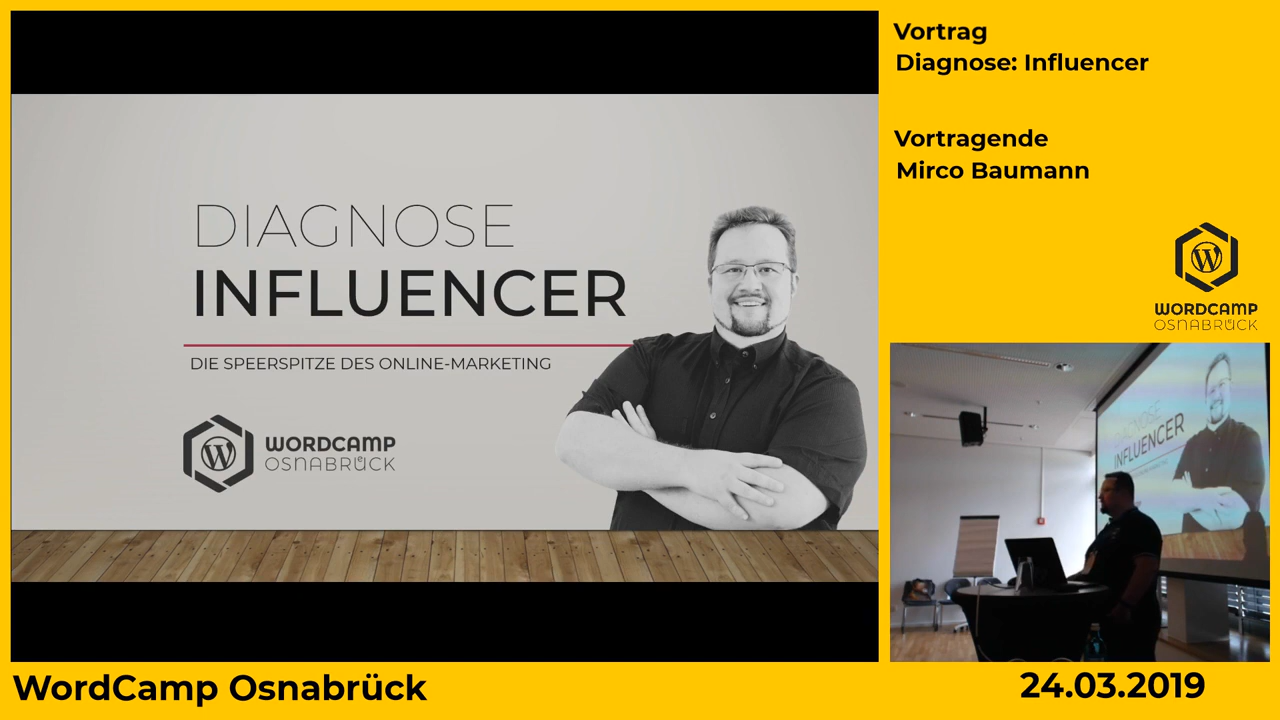 DIAGNOSE
INFLUENCER
DIE SPEERSPITZE DES ONLINE-MARKETING
WORDCAMP
OSNABRÜCK
Vortrag
Diagnose: Influencer
Vortragende
Mirco Baumann
WORDCAMP
OSNABRÜCK
DIAGNOSE
INFLUENCER
WordCamp Osnabrück
24.03.2019